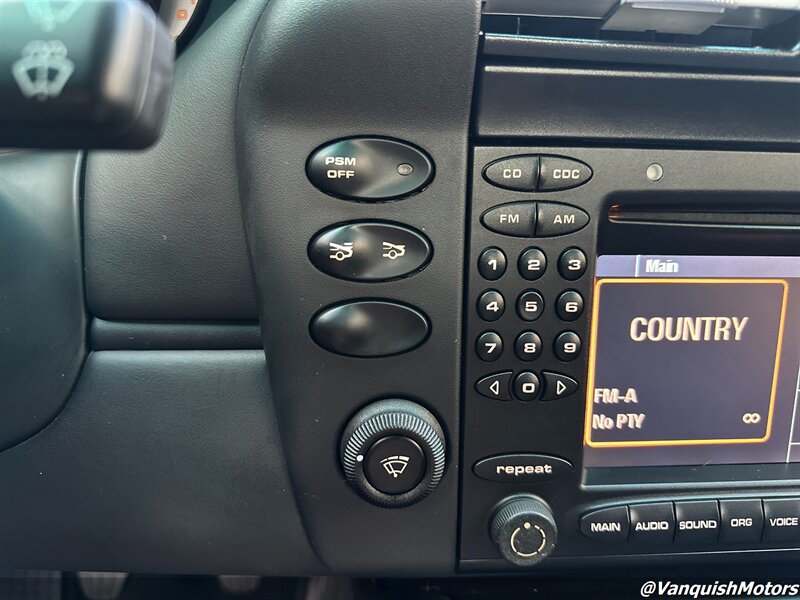 PSM
OFF
CD CDC
FM AM
1 2 3
4 5 6
7 8 9
0
repeat
Main
COUNTRY
FM-A
No PTY ∞
MAIN AUDIO SOUND ORG VOICE
@VanquishMotors